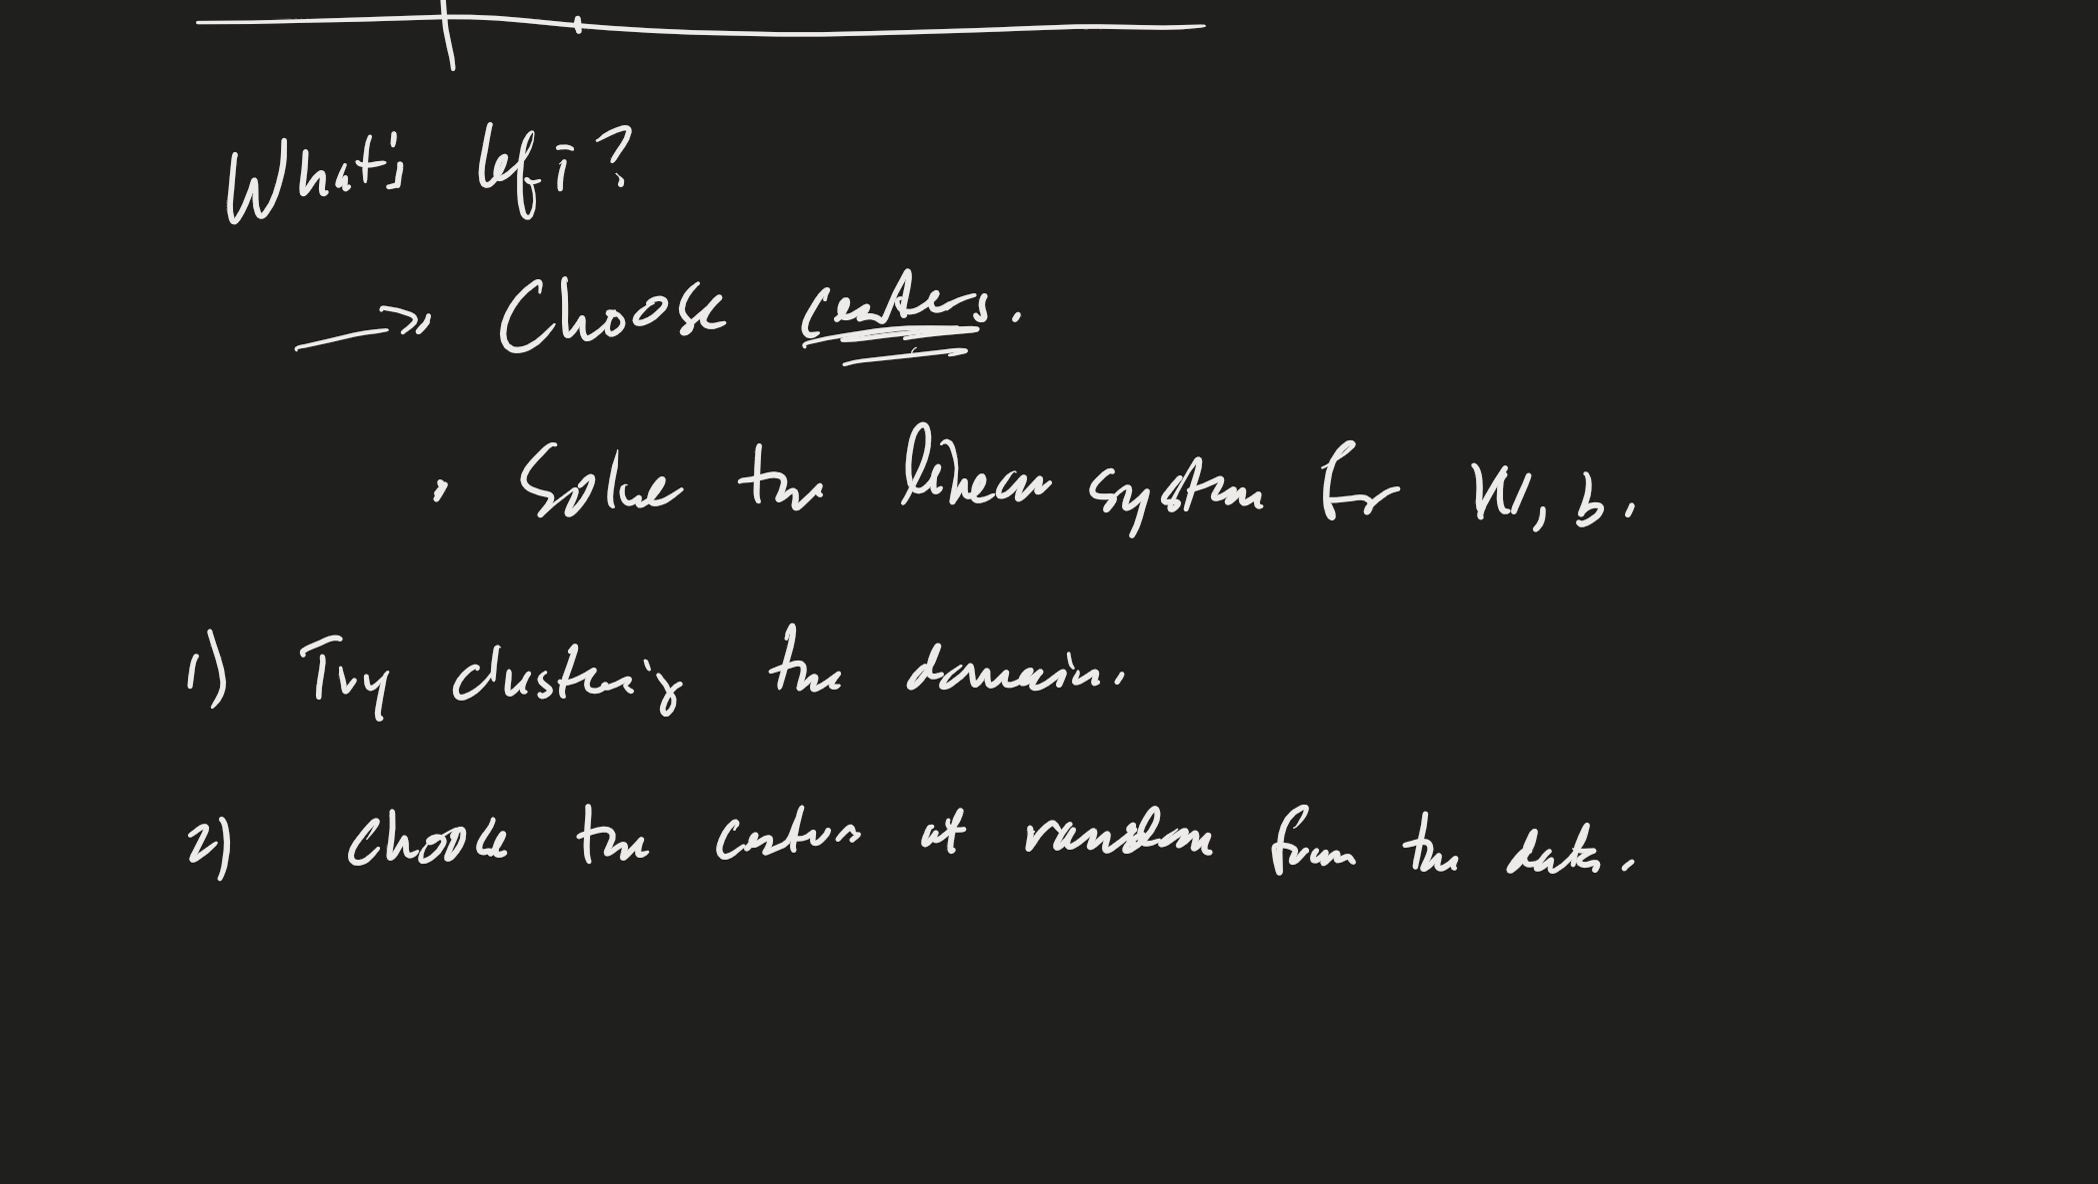 What's left?
→ Choose centers.
• Solve the linear system for W, b.
1) Try clustering the domain.
2) Choose the centers at random from the data.